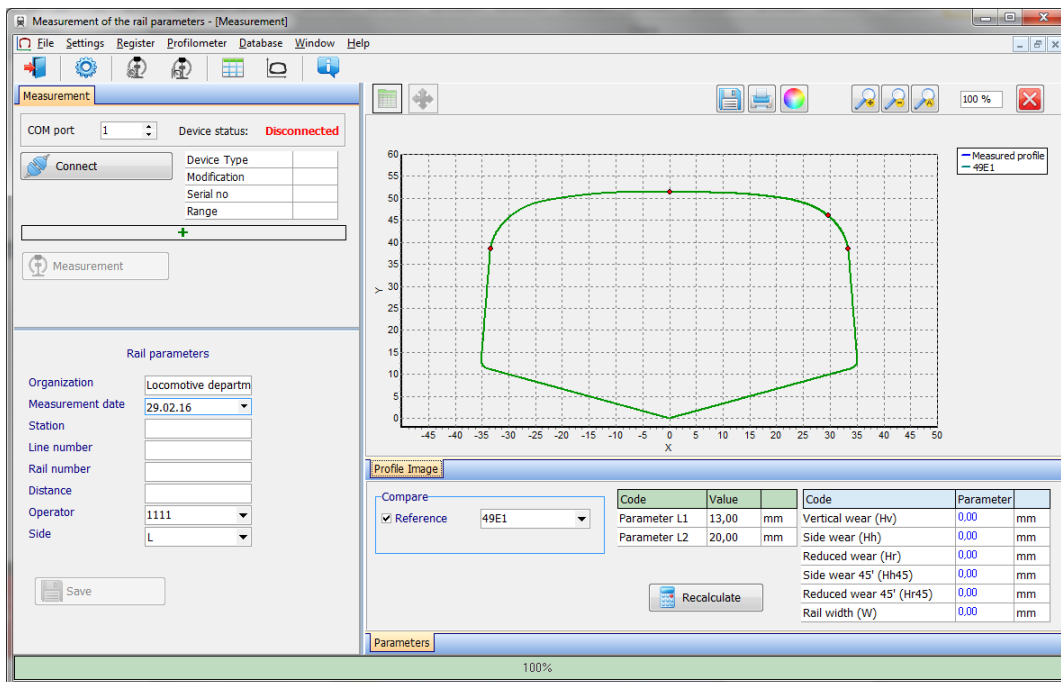 Measurement of the rail parameters - [Measurement]
File Settings Register Profilometer Database Window Help
Measurement
COM port 1 Device status: Disconnected
Connect
Device Type
Modification
Serial no
Range
+
Measurement
Rail parameters
Organization Locomotive departm
Measurement date 29.02.16
Station
Line number
Rail number
Distance
Operator 1111
Side L
Save
100 %
Measured profile
49E1
60
55
50
45
40
35
30
25
20
15
10
5
0
Y
-45 -40 -35 -30 -25 -20 -15 -10 -5 0 5 10 15 20 25 30 35 40 45 50
X
Profile Image
Compare
Reference 49E1
Code Value
Parameter L1 13,00 mm
Parameter L2 20,00 mm
Recalculate
Code Parameter
Vertical wear (Hv) 0,00 mm
Side wear (Hh) 0,00 mm
Reduced wear (Hr) 0,00 mm
Side wear 45' (Hh45) 0,00 mm
Reduced wear 45' (Hr45) 0,00 mm
Rail width (W) 0,00 mm
Parameters
100%